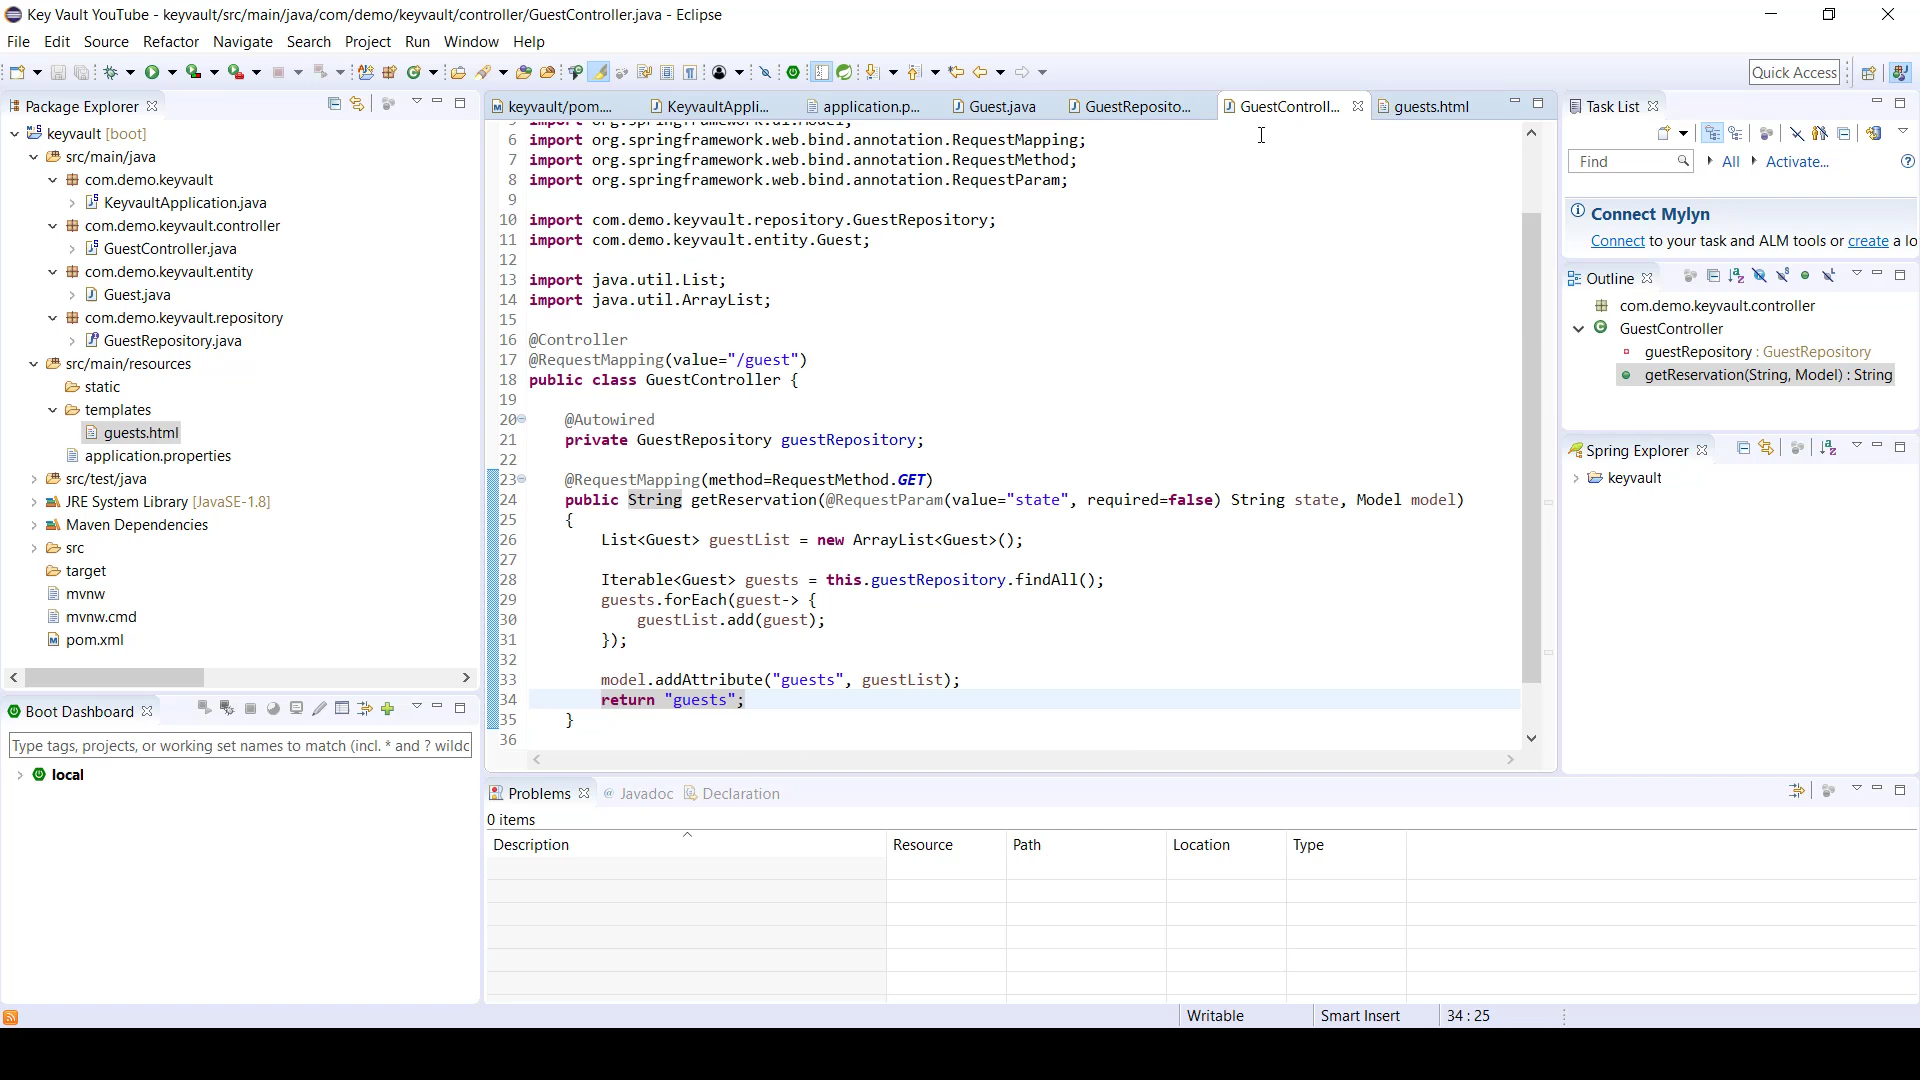 Key Vault YouTube - keyvault/src/main/java/com/demo/keyvault/controller/GuestController.java - Eclipse
File Edit Source Refactor Navigate Search Project Run Window Help
Quick Access
Package Explorer
keyvault [boot]
src/main/java
com.demo.keyvault
KeyvaultApplication.java
com.demo.keyvault.controller
GuestController.java
com.demo.keyvault.entity
Guest.java
com.demo.keyvault.repository
GuestRepository.java
src/main/resources
static
templates
guests.html
application.properties
src/test/java
JRE System Library [JavaSE-1.8]
Maven Dependencies
src
target
mvnw
mvnw.cmd
pom.xml
Boot Dashboard
Type tags, projects, or working set names to match (incl. * and ? wildc
local
keyvault/pom.... KeyvaultAppli... application.p... Guest.java GuestReposito... GuestControll... guests.html
5 import org.springframework.ui.Model;
6 import org.springframework.web.bind.annotation.RequestMapping;
7 import org.springframework.web.bind.annotation.RequestMethod;
8 import org.springframework.web.bind.annotation.RequestParam;
9
10 import com.demo.keyvault.repository.GuestRepository;
11 import com.demo.keyvault.entity.Guest;
12
13 import java.util.List;
14 import java.util.ArrayList;
15
16 @Controller
17 @RequestMapping(value="/guest")
18 public class GuestController {
19
20 @Autowired
21 private GuestRepository guestRepository;
22
23 @RequestMapping(method=RequestMethod.GET)
24 public String getReservation(@RequestParam(value="state", required=false) String state, Model model)
25 {
26 List<Guest> guestList = new ArrayList<Guest>();
27
28 Iterable<Guest> guests = this.guestRepository.findAll();
29 guests.forEach(guest-> {
30 guestList.add(guest);
31 });
32
33 model.addAttribute("guests", guestList);
34 return "guests";
35 }
36
Problems Javadoc Declaration
0 items
Description Resource Path Location Type
Task List
Find All Activate...
Connect Mylyn
Connect to your task and ALM tools or create a lo
Outline
com.demo.keyvault.controller
GuestController
guestRepository : GuestRepository
getReservation(String, Model) : String
Spring Explorer
keyvault
Writable Smart Insert 34 : 25